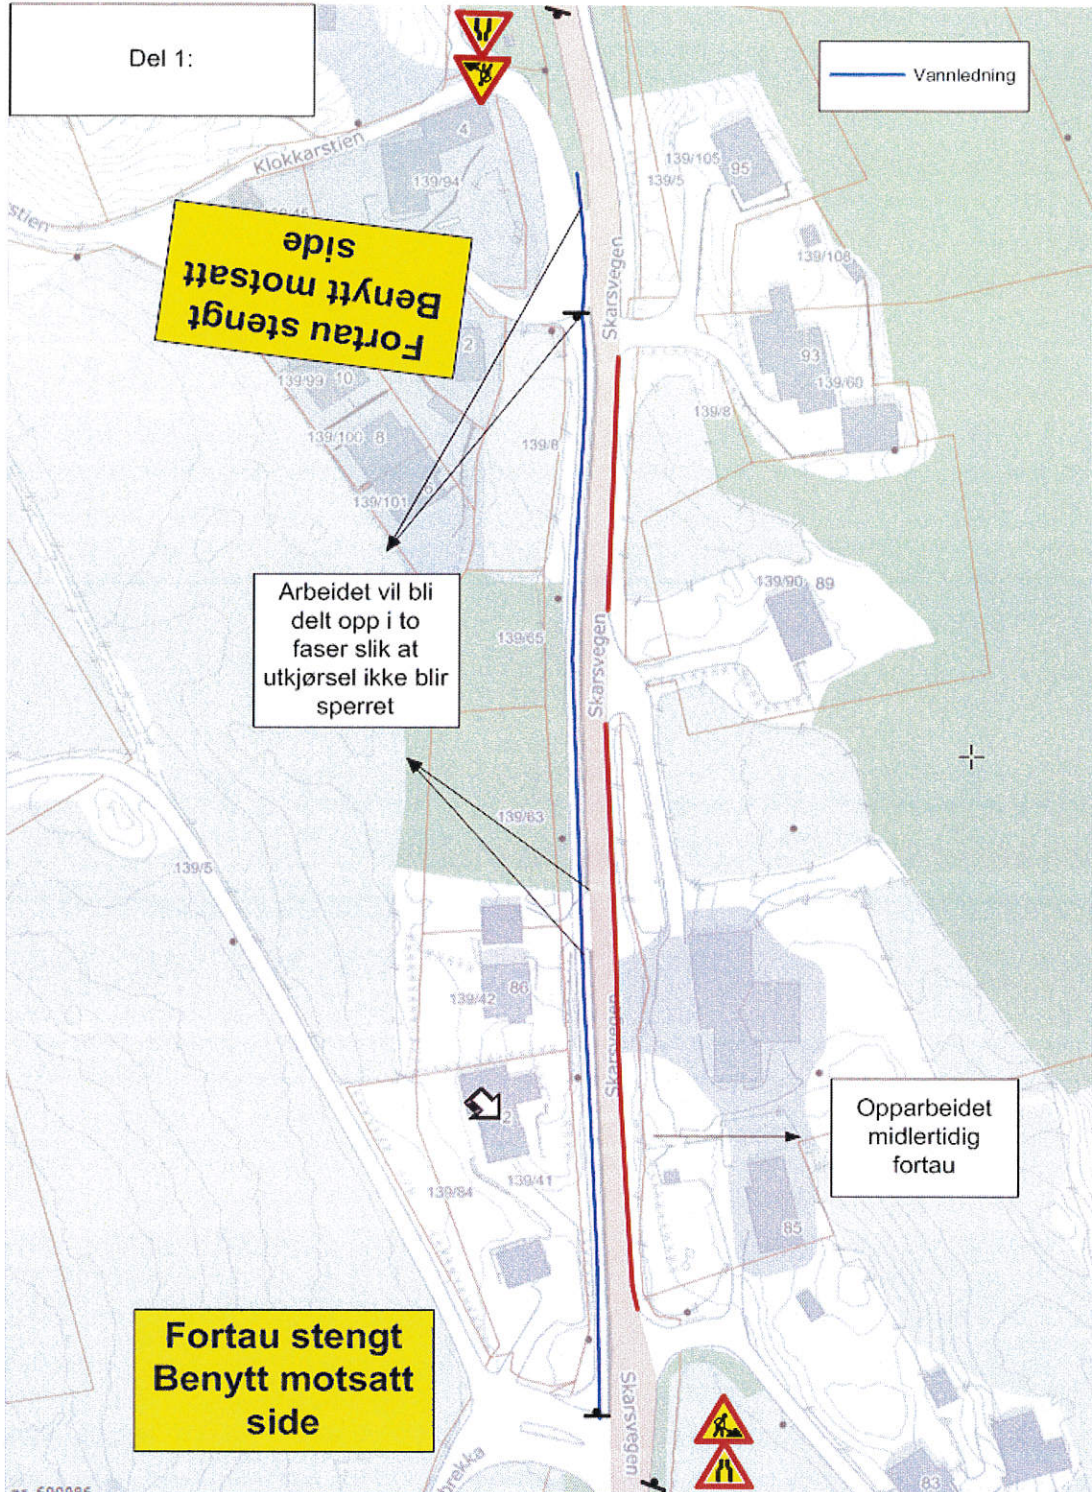 Del 1:
Vannledning
Klokkarstien
4
139/94
139/105
95
139/5
Fortau stengt
Benytt motsatt
side
Skarsvegen
139/108
93
139/60
139/8
2
139/99
10
139/100
8
139/101
139/8
Arbeidet vil bli
delt opp i to
faser slik at
utkjørsel ikke blir
sperret
139/65
Skarsvegen
139/90
89
139/63
139/5
86
139/42
Skarsvegen
2
139/41
139/84
Opparbeidet
midlertidig
fortau
85
Fortau stengt
Benytt motsatt
side
Skarsvegen
83